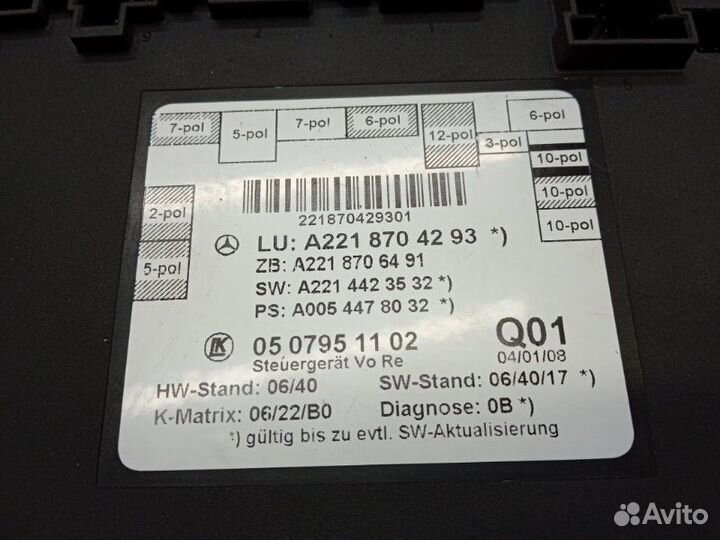 7-pol
5-pol
7-pol
6-pol
12-pol
3-pol
6-pol
10-pol
10-pol
10-pol
2-pol
5-pol
221870429301
LU: A221 870 42 93 *)
ZB: A221 870 64 91
SW: A221 442 35 32 *)
PS: A005 447 80 32 *)
LK 05 0795 11 02 Q01
Steuergerät Vo Re 04/01/08
HW-Stand: 06/40 SW-Stand: 06/40/17 *)
K-Matrix: 06/22/B0 Diagnose: 0B *)
*) gültig bis zu evtl. SW-Aktualisierung
Avito